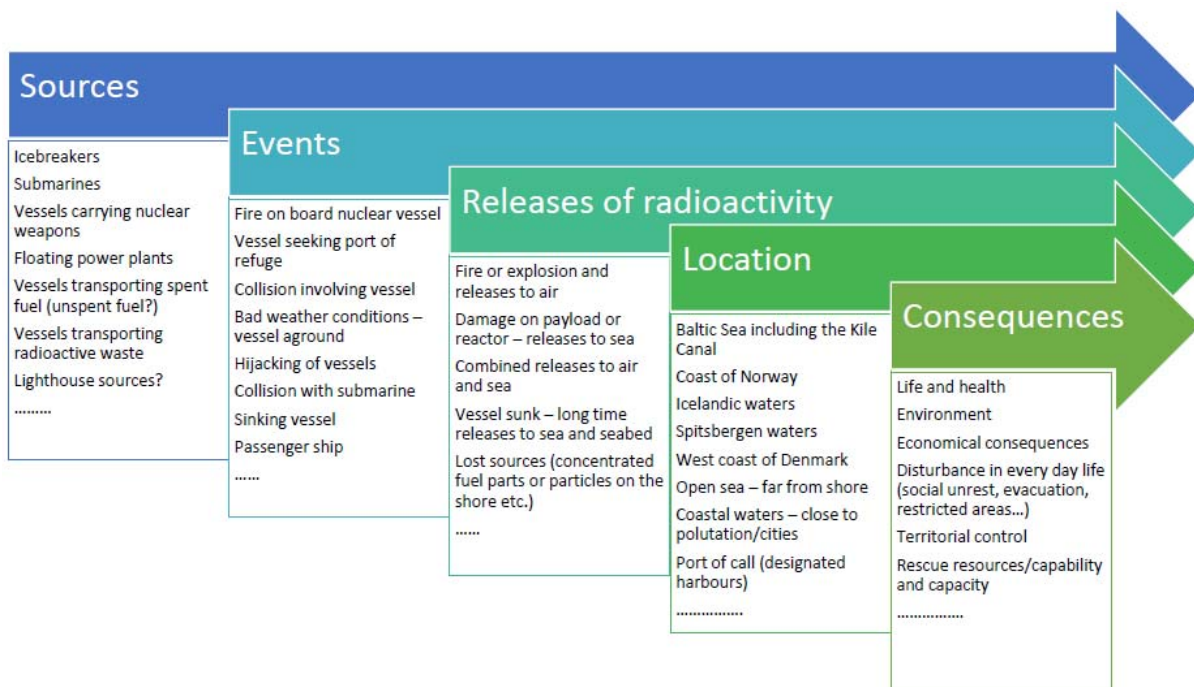 Sources
Icebreakers
Submarines
Vessels carrying nuclear
weapons
Floating power plants
Vessels transporting spent
fuel (unspent fuel?)
Vessels transporting
radioactive waste
Lighthouse sources?
………
Events
Fire on board nuclear vessel
Vessel seeking port of
refuge
Collision involving vessel
Bad weather conditions –
vessel aground
Hijacking of vessels
Collision with submarine
Sinking vessel
Passenger ship
……
Releases of radioactivity
Fire or explosion and
releases to air
Damage on payload or
reactor – releases to sea
Combined releases to air
and sea
Vessel sunk – long time
releases to sea and seabed
Lost sources (concentrated
fuel parts or particles on the
shore etc.)
……
Location
Baltic Sea including the Kile
Canal
Coast of Norway
Icelandic waters
Spitsbergen waters
West coast of Denmark
Open sea – far from shore
Coastal waters – close to
polutation/cities
Port of call (designated
harbours)
…………….
Consequences
Life and health
Environment
Economical consequences
Disturbance in every day life
(social unrest, evacuation,
restricted areas…)
Territorial control
Rescue resources/capability
and capacity
…………….